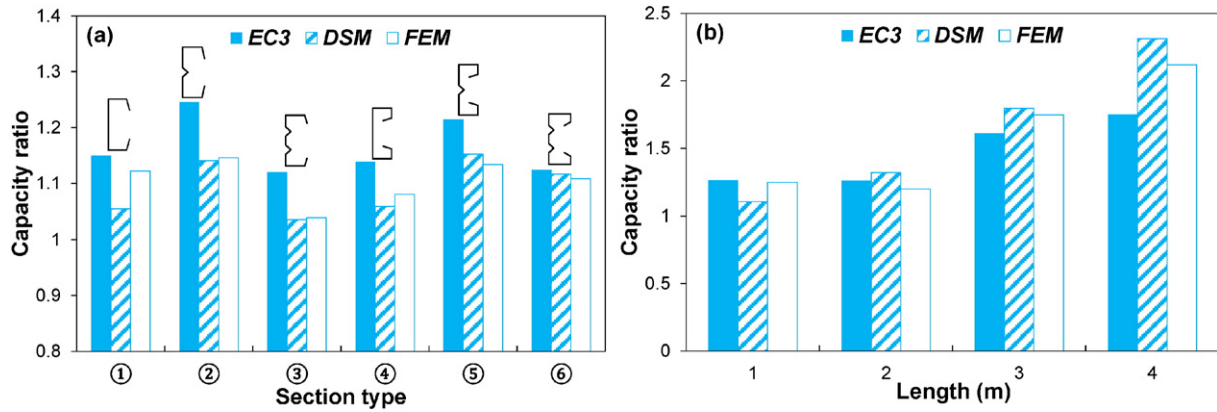 (a)
EC3 DSM FEM
Capacity ratio
1.4
1.3
1.2
1.1
1
0.9
0.8
① ② ③ ④ ⑤ ⑥
Section type
(b)
EC3 DSM FEM
Capacity ratio
2.5
2
1.5
1
0.5
0
1 2 3 4
Length (m)